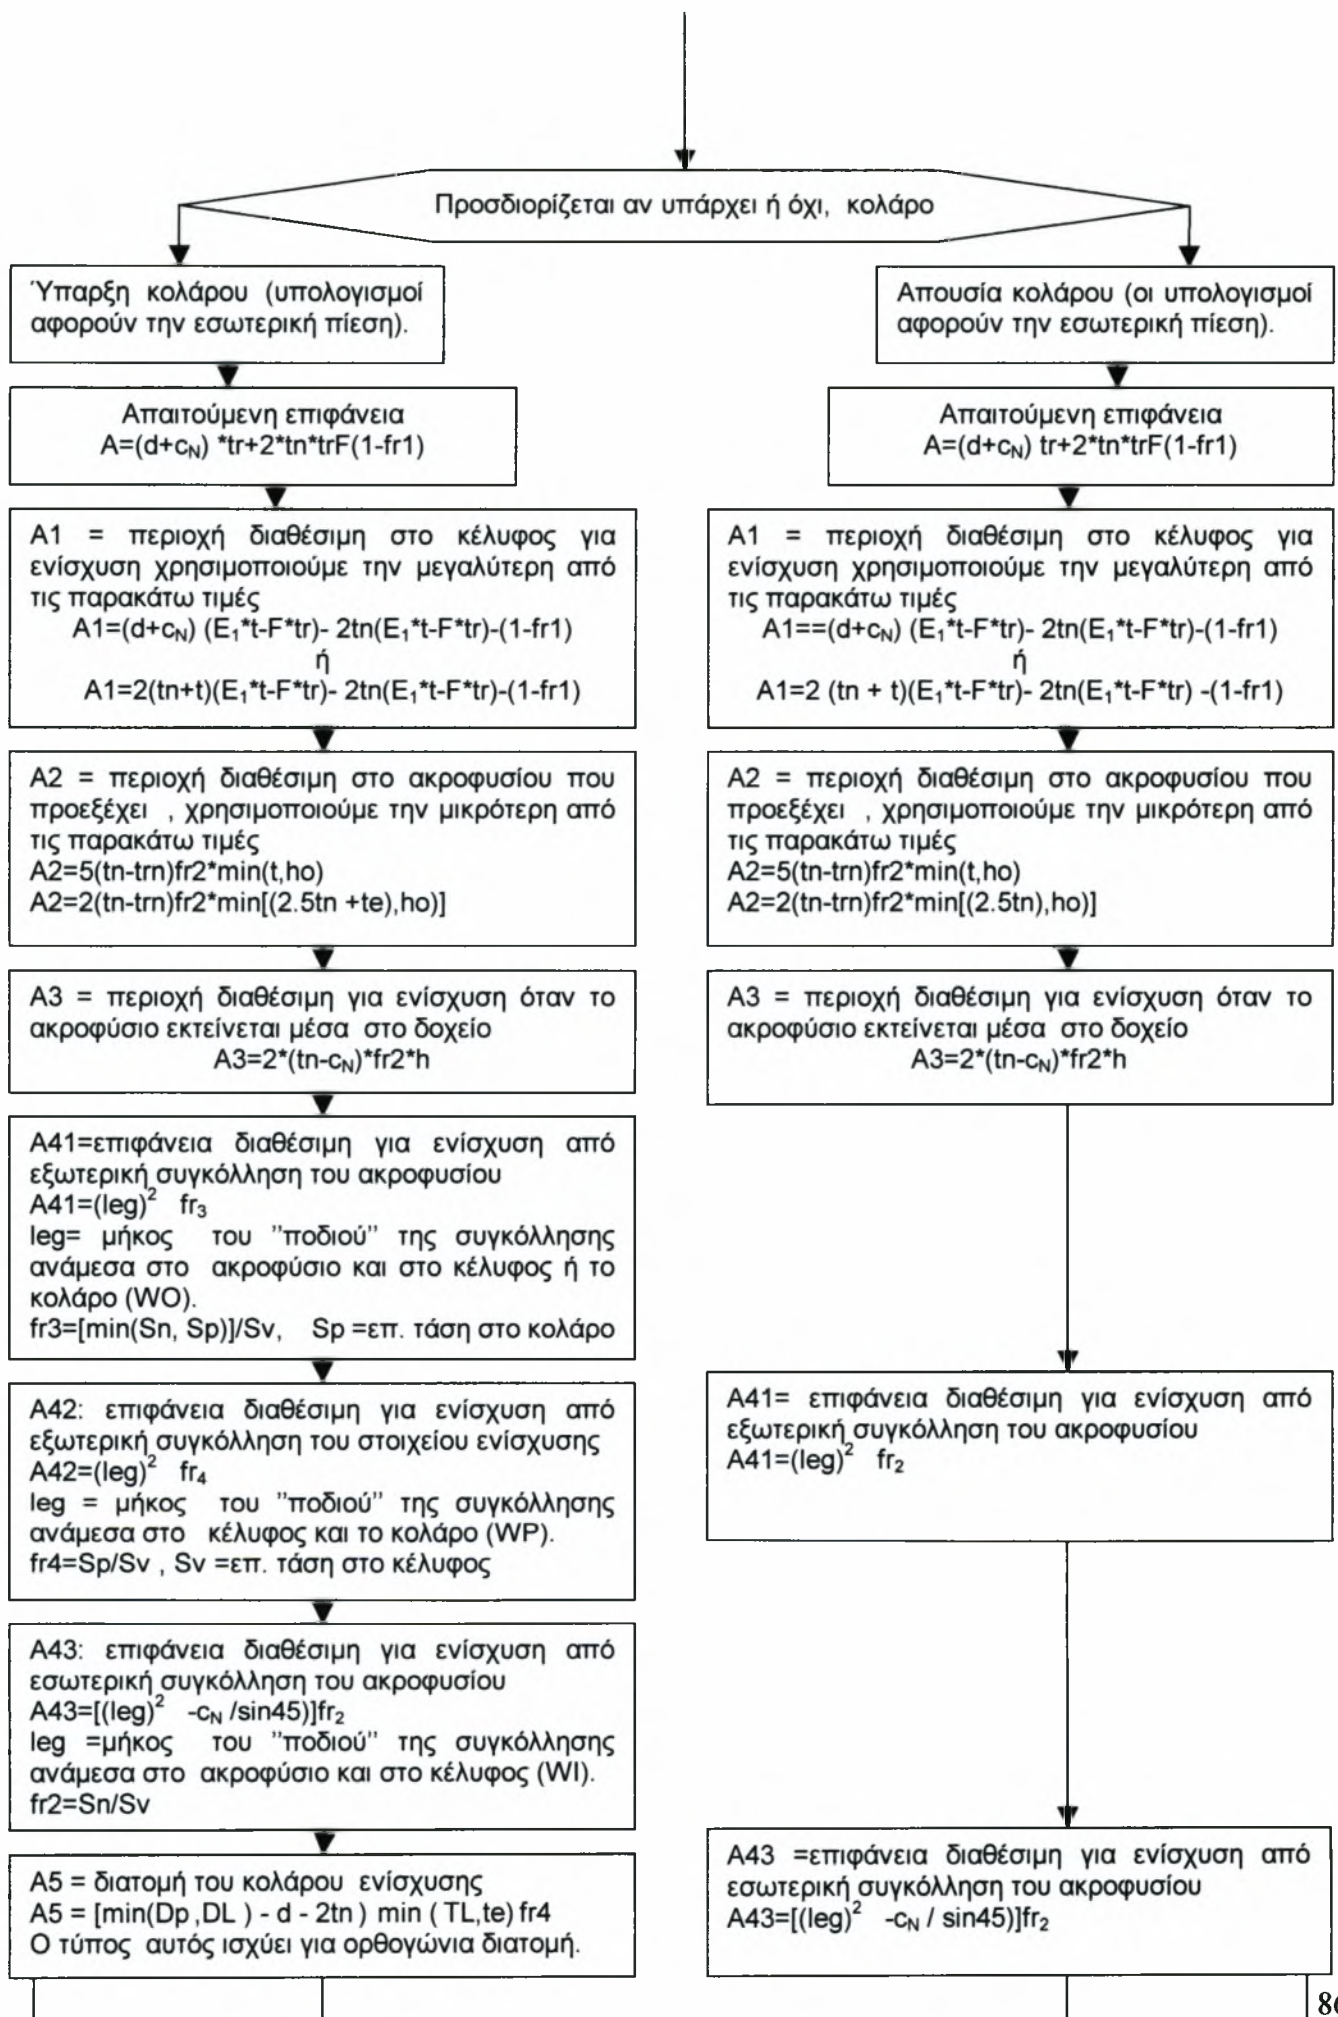 Προσδιορίζεται αν υπάρχει ή όχι, κολάρο
Ύπαρξη κολάρου (υπολογισμοί
αφορούν την εσωτερική πίεση).
Απαιτούμενη επιφάνεια
A=(d+c_N) *tr+2*tn*trF(1-fr1)
A1 = περιοχή διαθέσιμη στο κέλυφος για
ενίσχυση χρησιμοποιούμε την μεγαλύτερη από
τις παρακάτω τιμές
A1=(d+c_N) (E₁*t-F*tr)- 2tn(E₁*t-F*tr)-(1-fr1)
ή
A1=2(tn+t)(E₁*t-F*tr)- 2tn(E₁*t-F*tr)-(1-fr1)
A2 = περιοχή διαθέσιμη στο ακροφυσίου που
προεξέχει , χρησιμοποιούμε την μικρότερη από
τις παρακάτω τιμές
A2=5(tn-trn)fr2*min(t,ho)
A2=2(tn-trn)fr2*min[(2.5tn +te),ho)]
A3 = περιοχή διαθέσιμη για ενίσχυση όταν το
ακροφύσιο εκτείνεται μέσα στο δοχείο
A3=2*(tn-c_N)*fr2*h
A41=επιφάνεια διαθέσιμη για ενίσχυση από
εξωτερική συγκόλληση του ακροφυσίου
A41=(leg)² fr₃
leg= μήκος του ''ποδιού'' της συγκόλλησης
ανάμεσα στο ακροφύσιο και στο κέλυφος ή το
κολάρο (WO).
fr3=[min(Sn, Sp)]/Sv, Sp =επ. τάση στο κολάρο
A42: επιφάνεια διαθέσιμη για ενίσχυση από
εξωτερική συγκόλληση του στοιχείου ενίσχυσης
A42=(leg)² fr₄
leg = μήκος του ''ποδιού'' της συγκόλλησης
ανάμεσα στο κέλυφος και το κολάρο (WP).
fr4=Sp/Sv , Sv =επ. τάση στο κέλυφος
A43: επιφάνεια διαθέσιμη για ενίσχυση από
εσωτερική συγκόλληση του ακροφυσίου
A43=[(leg)² -c_N /sin45)]fr₂
leg =μήκος του ''ποδιού'' της συγκόλλησης
ανάμεσα στο ακροφύσιο και στο κέλυφος (WI).
fr2=Sn/Sv
A5 = διατομή του κολάρου ενίσχυσης
A5 = [min(Dp ,DL ) - d - 2tn ) min ( TL,te) fr4
Ο τύπος αυτός ισχύει για ορθογώνια διατομή.
Απουσία κολάρου (οι υπολογισμοί
αφορούν την εσωτερική πίεση).
Απαιτούμενη επιφάνεια
A=(d+c_N) tr+2*tn*trF(1-fr1)
A1 = περιοχή διαθέσιμη στο κέλυφος για
ενίσχυση χρησιμοποιούμε την μεγαλύτερη από
τις παρακάτω τιμές
A1==(d+c_N) (E₁*t-F*tr)- 2tn(E₁*t-F*tr)-(1-fr1)
ή
A1=2 (tn + t)(E₁*t-F*tr)- 2tn(E₁*t-F*tr) -(1-fr1)
A2 = περιοχή διαθέσιμη στο ακροφυσίου που
προεξέχει , χρησιμοποιούμε την μικρότερη από
τις παρακάτω τιμές
A2=5(tn-trn)fr2*min(t,ho)
A2=2(tn-trn)fr2*min[(2.5tn),ho)]
A3 = περιοχή διαθέσιμη για ενίσχυση όταν το
ακροφύσιο εκτείνεται μέσα στο δοχείο
A3=2*(tn-c_N)*fr2*h
A41= επιφάνεια διαθέσιμη για ενίσχυση από
εξωτερική συγκόλληση του ακροφυσίου
A41=(leg)² fr₂
A43 =επιφάνεια διαθέσιμη για ενίσχυση από
εσωτερική συγκόλληση του ακροφυσίου
A43=[(leg)² -c_N / sin45)]fr₂